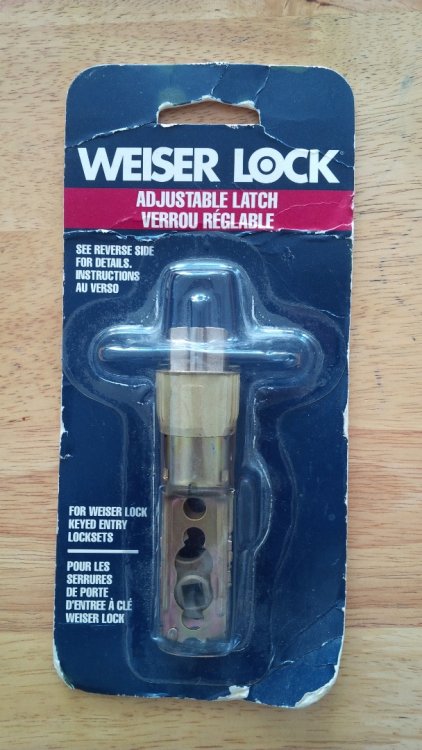 WEISER LOCK
ADJUSTABLE LATCH
VERROU RÉGLABLE
SEE REVERSE SIDE
FOR DETAILS.
INSTRUCTIONS
AU VERSO
FOR WEISER LOCK
KEYED ENTRY
LOCKSETS
POUR LES
SERRURES
DE PORTE
D'ENTREE À CLÉ
WEISER LOCK